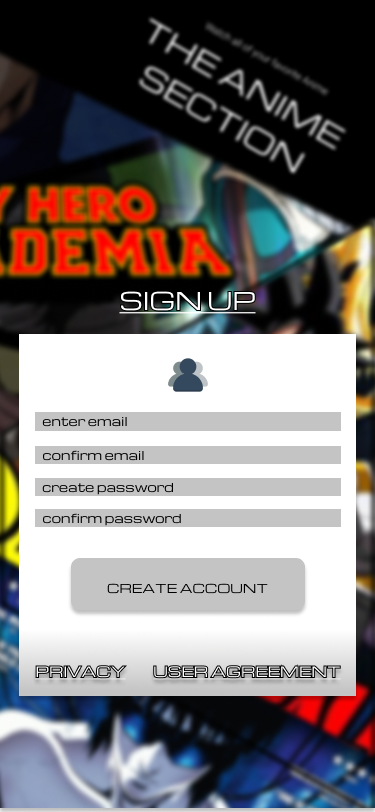 Watch all of your favorite Anime
THE ANIME
SECTION
Y HERO
ADEMIA
SIGN UP
enter email
confirm email
create password
confirm password
CREATE ACCOUNT
PRIVACY USER AGREEMENT